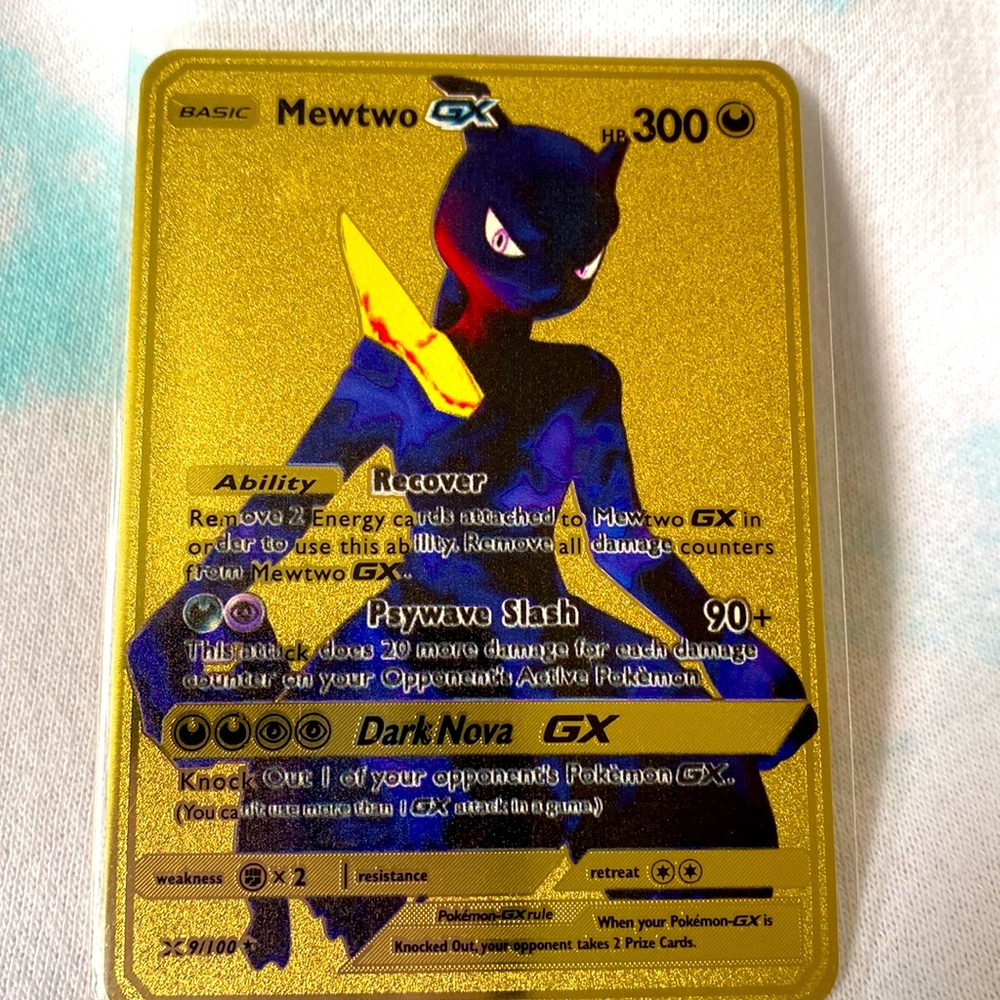 BASIC Mewtwo GX HP 300
Ability Recover
Remove 2 Energy cards attached to Mewtwo GX in
order to use this ability. Remove all damage counters
from Mewtwo GX.
Psywave Slash 90+
This attack does 20 more damage for each damage
counter on your Opponent's Active Pokèmon
Dark Nova GX
Knock Out 1 of your opponent's Pokèmon GX.
(You can't use more than 1 GX attack in a game.)
weakness × 2 resistance retreat
Pokémon-GX rule When your Pokémon-GX is
Knocked Out, your opponent takes 2 Prize Cards.
9/100